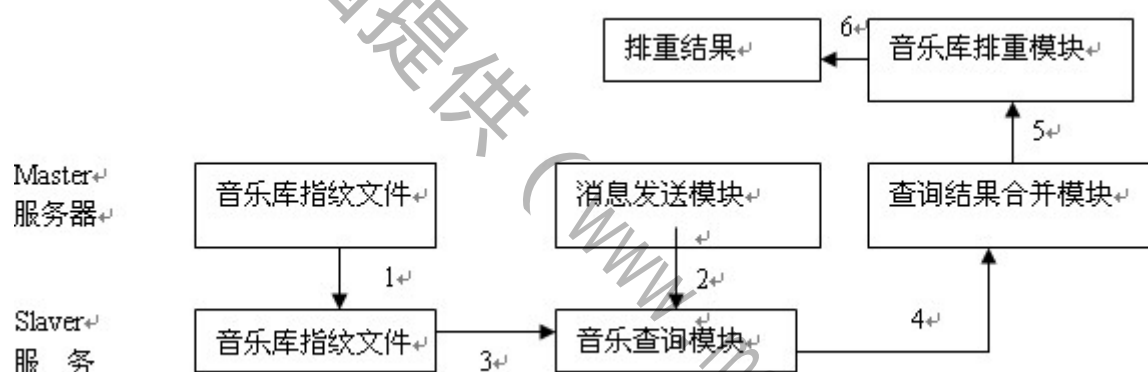 提供(www.
排重结果
6
音乐库排重模块
5
Master
服务器
音乐库指纹文件
消息发送模块
查询结果合并模块
1
2
Slaver
服 务
音乐库指纹文件
3
音乐查询模块
4